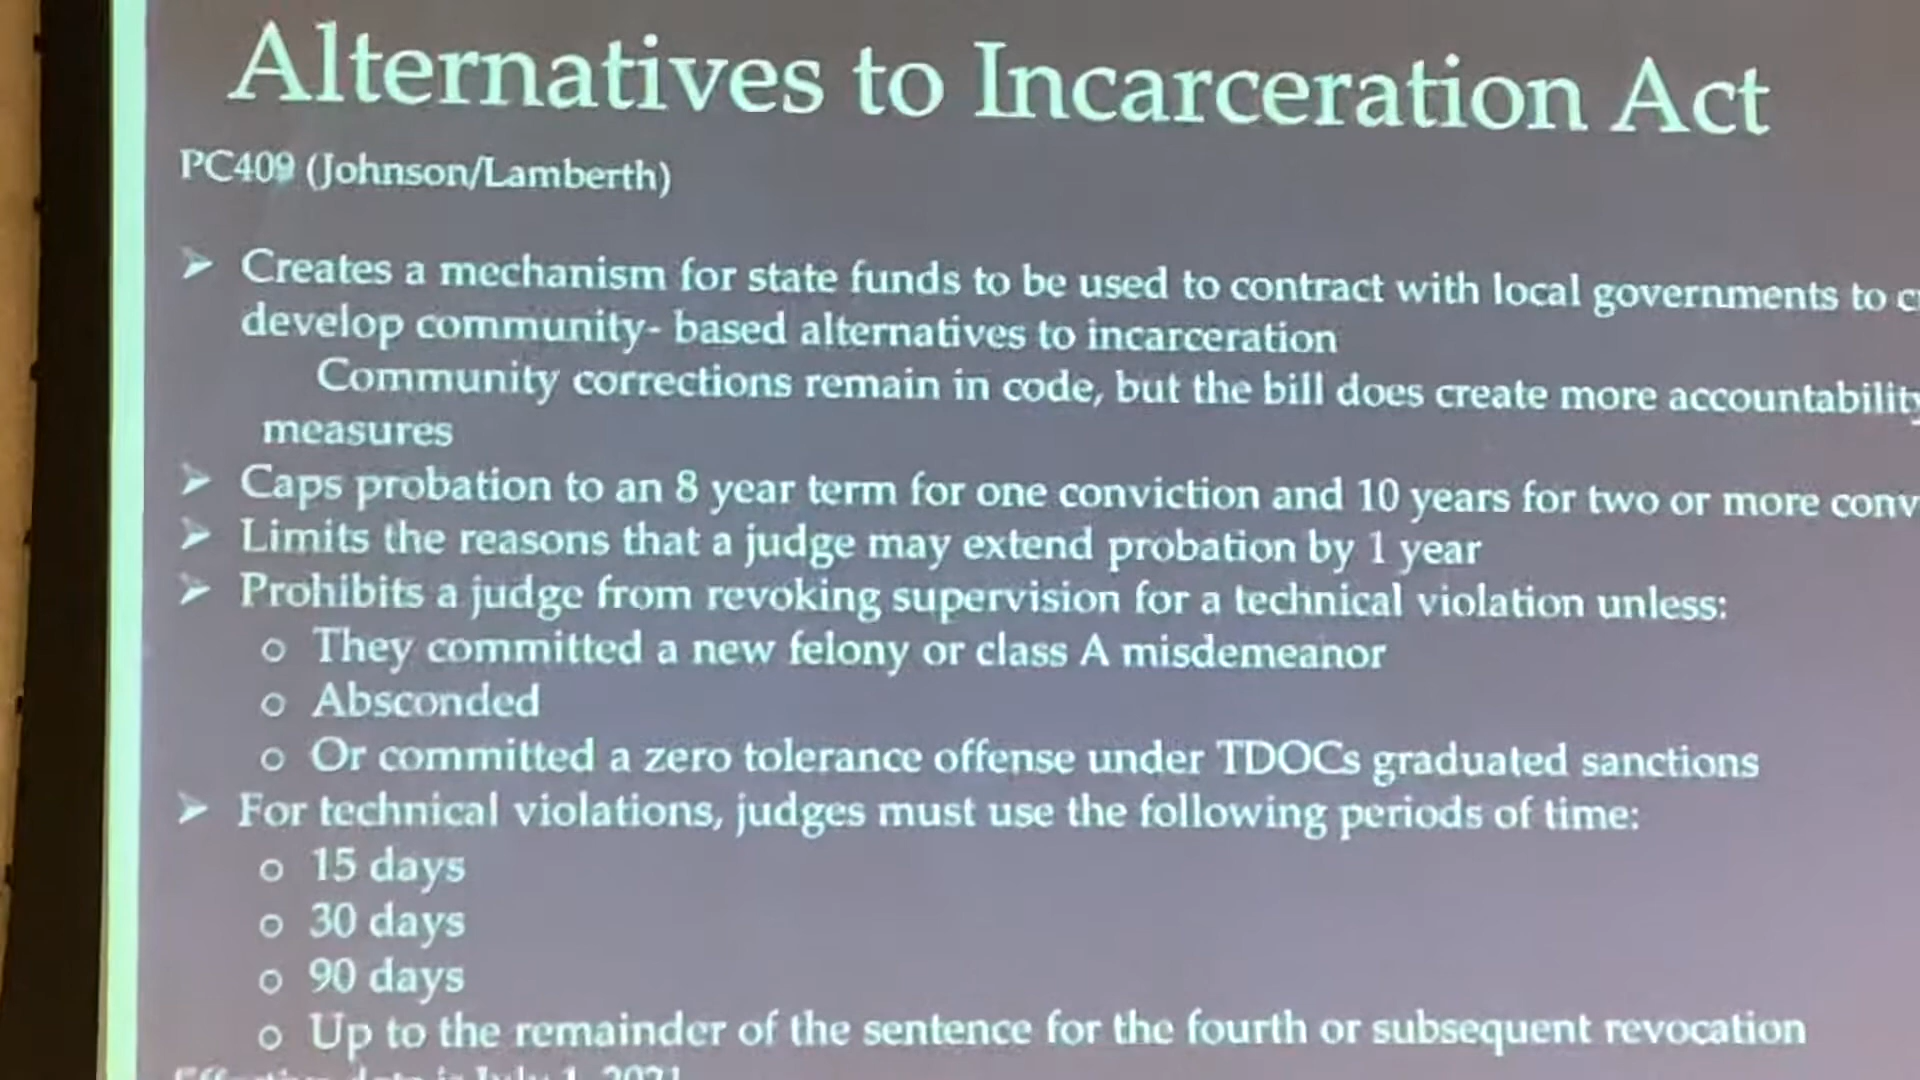 Alternatives to Incarceration Act
PC409 (Johnson/Lamberth)
➤ Creates a mechanism for state funds to be used to contract with local governments to
develop community- based alternatives to incarceration
Community corrections remain in code, but the bill does create more accountability
measures
➤ Caps probation to an 8 year term for one conviction and 10 years for two or more
➤ Limits the reasons that a judge may extend probation by 1 year
➤ Prohibits a judge from revoking supervision for a technical violation unless:
o They committed a new felony or class A misdemeanor
o Absconded
o Or committed a zero tolerance offense under TDOCs graduated sanctions
➤ For technical violations, judges must use the following periods of time:
o 15 days
o 30 days
o 90 days
o Up to the remainder of the sentence for the fourth or subsequent revocation
Effective date is July 1, 2021